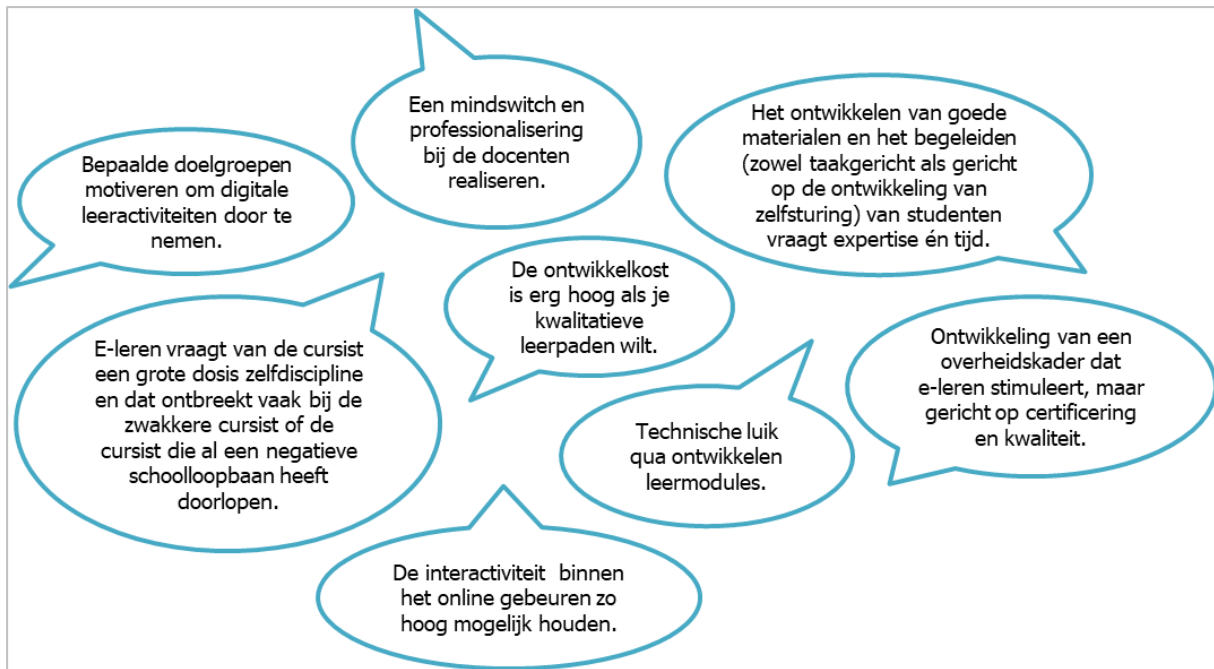 Een mindswitch en
professionalisering
bij de docenten
realiseren.
Het ontwikkelen van goede
materialen en het begeleiden
(zowel taakgericht als gericht
op de ontwikkeling van
zelfsturing) van studenten
vraagt expertise én tijd.
Bepaalde doelgroepen
motiveren om digitale
leeractiviteiten door te
nemen.
De ontwikkelkost
is erg hoog als je
kwalitatieve
leerpaden wilt.
E-leren vraagt van de cursist
een grote dosis zelfdiscipline
en dat ontbreekt vaak bij de
zwakkere cursist of de
cursist die al een negatieve
schoolloopbaan heeft
doorlopen.
Ontwikkeling van een
overheidskader dat
e-leren stimuleert, maar
gericht op certificering
en kwaliteit.
Technische luik
qua ontwikkelen
leermodules.
De interactiviteit binnen
het online gebeuren zo
hoog mogelijk houden.